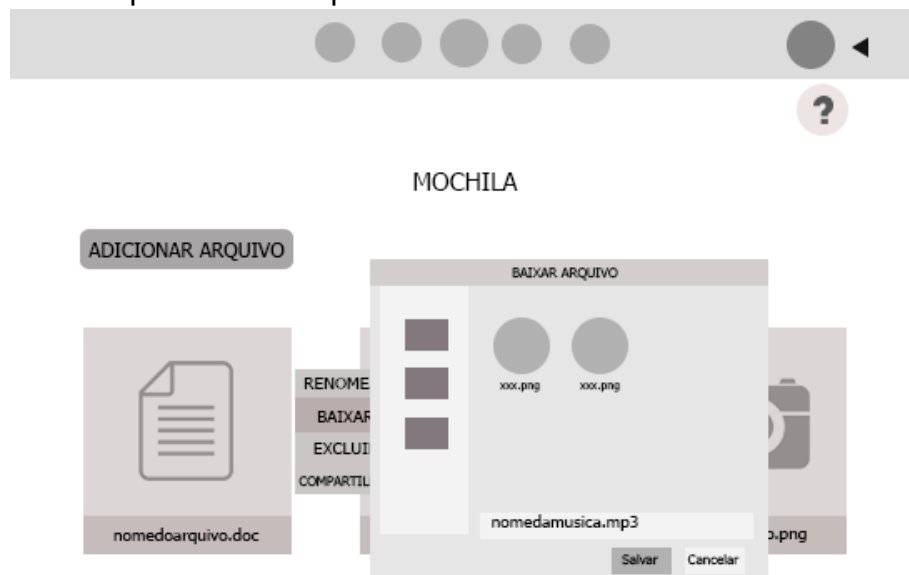 ?
MOCHILA
ADICIONAR ARQUIVO
BAIXAR ARQUIVO
xxx.png
xxx.png
RENOME
BAIXAR
EXCLUI
COMPARTIL
nomedamusica.mp3
nomedoarquivo.doc
o.png
Salvar
Cancelar